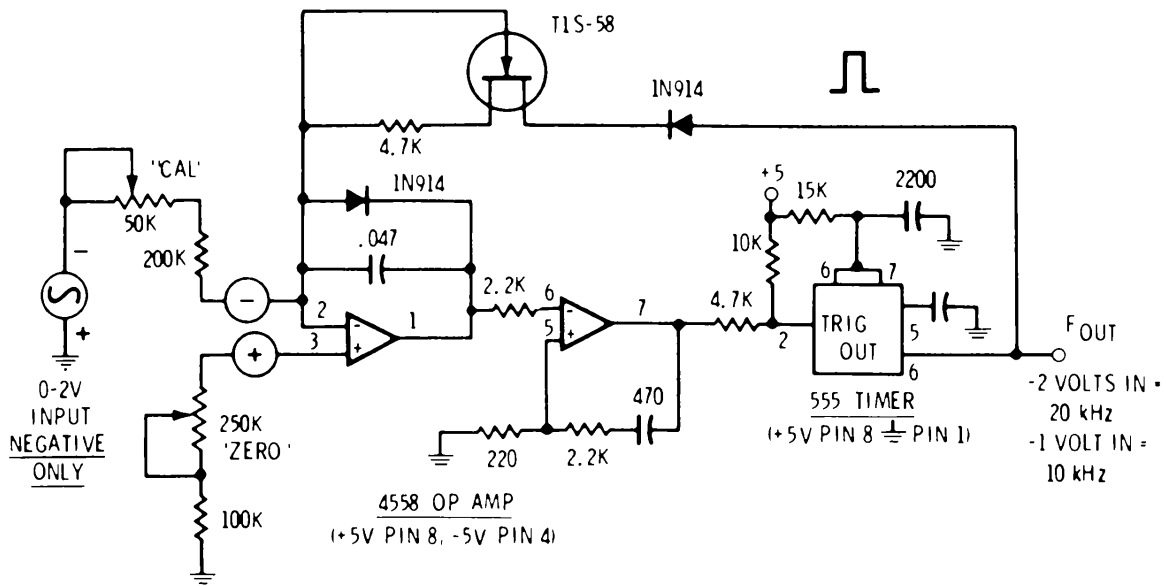 T1S-58
1N914
4.7K
"CAL'
50K
200K
1N914
.047
+5
15K
2200
10K
6
7
2.2K
6
7
4.7K
2
TRIG
OUT
5
6
F OUT
2
1
3
5
-
+
-
+
-
+
-
+
0-2V
INPUT
NEGATIVE
ONLY
250K
'ZERO'
100K
220
2.2K
470
4558 OP AMP
(+5V PIN 8, -5V PIN 4)
555 TIMER
(+5V PIN 8 ⏚ PIN 1)
-2 VOLTS IN =
20 kHz
-1 VOLT IN =
10 kHz